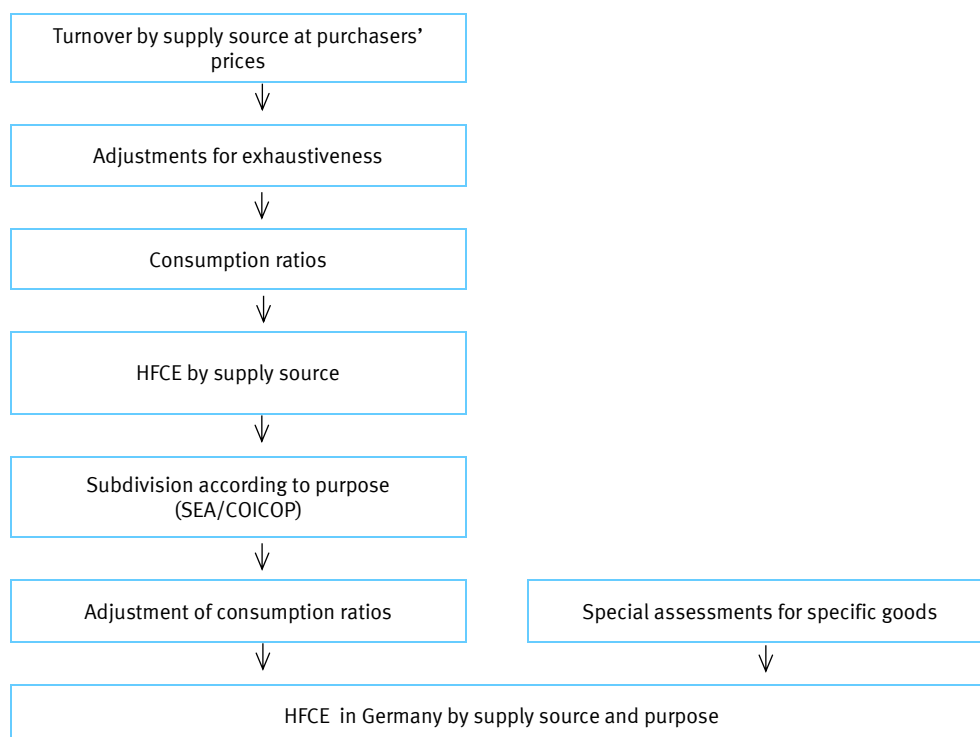 Turnover by supply source at purchasers’
prices
Adjustments for exhaustiveness
Consumption ratios
HFCE by supply source
Subdivision according to purpose
(SEA/COICOP)
Adjustment of consumption ratios
Special assessments for specific goods
HFCE in Germany by supply source and purpose